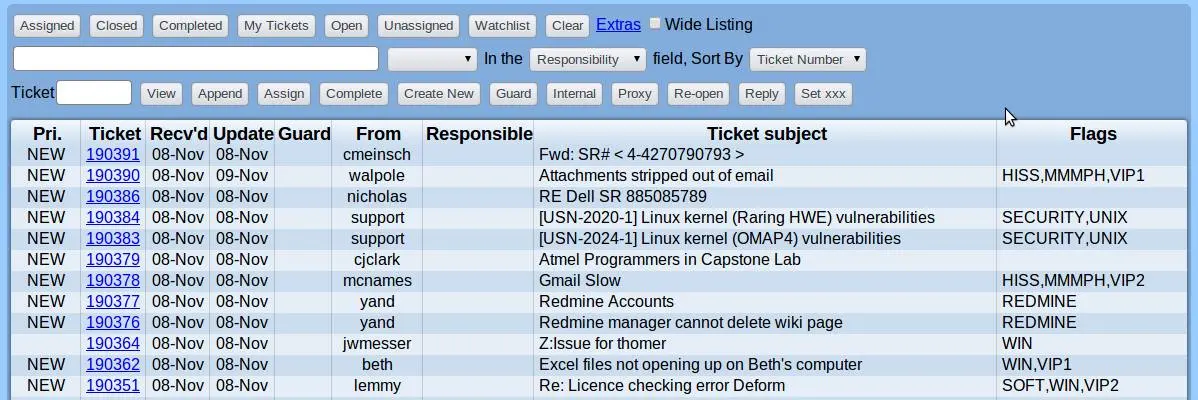 Assigned Closed Completed My Tickets Open Unassigned Watchlist Clear Extras Wide Listing
In the Responsibility field, Sort By Ticket Number
Ticket View Append Assign Complete Create New Guard Internal Proxy Re-open Reply Set xxx
Pri. Ticket Recv'd Update Guard From Responsible Ticket subject Flags
NEW 190391 08-Nov 08-Nov cmeinsch Fwd: SR# < 4-4270790793 >
NEW 190390 08-Nov 09-Nov walpole Attachments stripped out of email HISS,MMMPH,VIP1
NEW 190386 08-Nov 08-Nov nicholas RE Dell SR 885085789
NEW 190384 08-Nov 08-Nov support [USN-2020-1] Linux kernel (Raring HWE) vulnerabilities SECURITY,UNIX
NEW 190383 08-Nov 08-Nov support [USN-2024-1] Linux kernel (OMAP4) vulnerabilities SECURITY,UNIX
NEW 190379 08-Nov 08-Nov cjclark Atmel Programmers in Capstone Lab
NEW 190378 08-Nov 08-Nov mcnames Gmail Slow HISS,MMMPH,VIP2
NEW 190377 08-Nov 08-Nov yand Redmine Accounts REDMINE
NEW 190376 08-Nov 08-Nov yand Redmine manager cannot delete wiki page REDMINE
190364 08-Nov 08-Nov jwmesser Z:Issue for thomer WIN
NEW 190362 08-Nov 08-Nov beth Excel files not opening up on Beth's computer WIN,VIP1
NEW 190351 08-Nov 08-Nov lemmy Re: Licence checking error Deform SOFT,WIN,VIP2